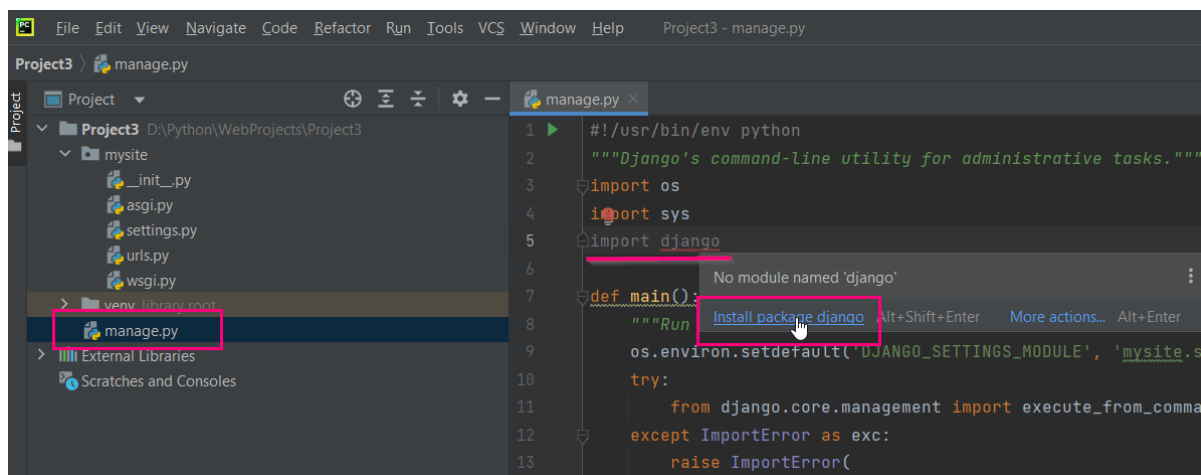 PC File Edit View Navigate Code Refactor Run Tools VCS Window Help Project3 - manage.py
Project3 manage.py
Project
Project
manage.py
Project3 D:\Python\WebProjects\Project3
mysite
__init__.py
asgi.py
settings.py
urls.py
wsgi.py
venv library root
manage.py
External Libraries
Scratches and Consoles
1 #!/usr/bin/env python
2 """Django's command-line utility for administrative tasks."""
3 import os
4 import sys
5 import django
6
7 def main():
8 """Run
9 os.environ.setdefault('DJANGO_SETTINGS_MODULE', 'mysite.s
10 try:
11 from django.core.management import execute_from_comma
12 except ImportError as exc:
13 raise ImportError(
No module named 'django'
Install package django Alt+Shift+Enter More actions... Alt+Enter